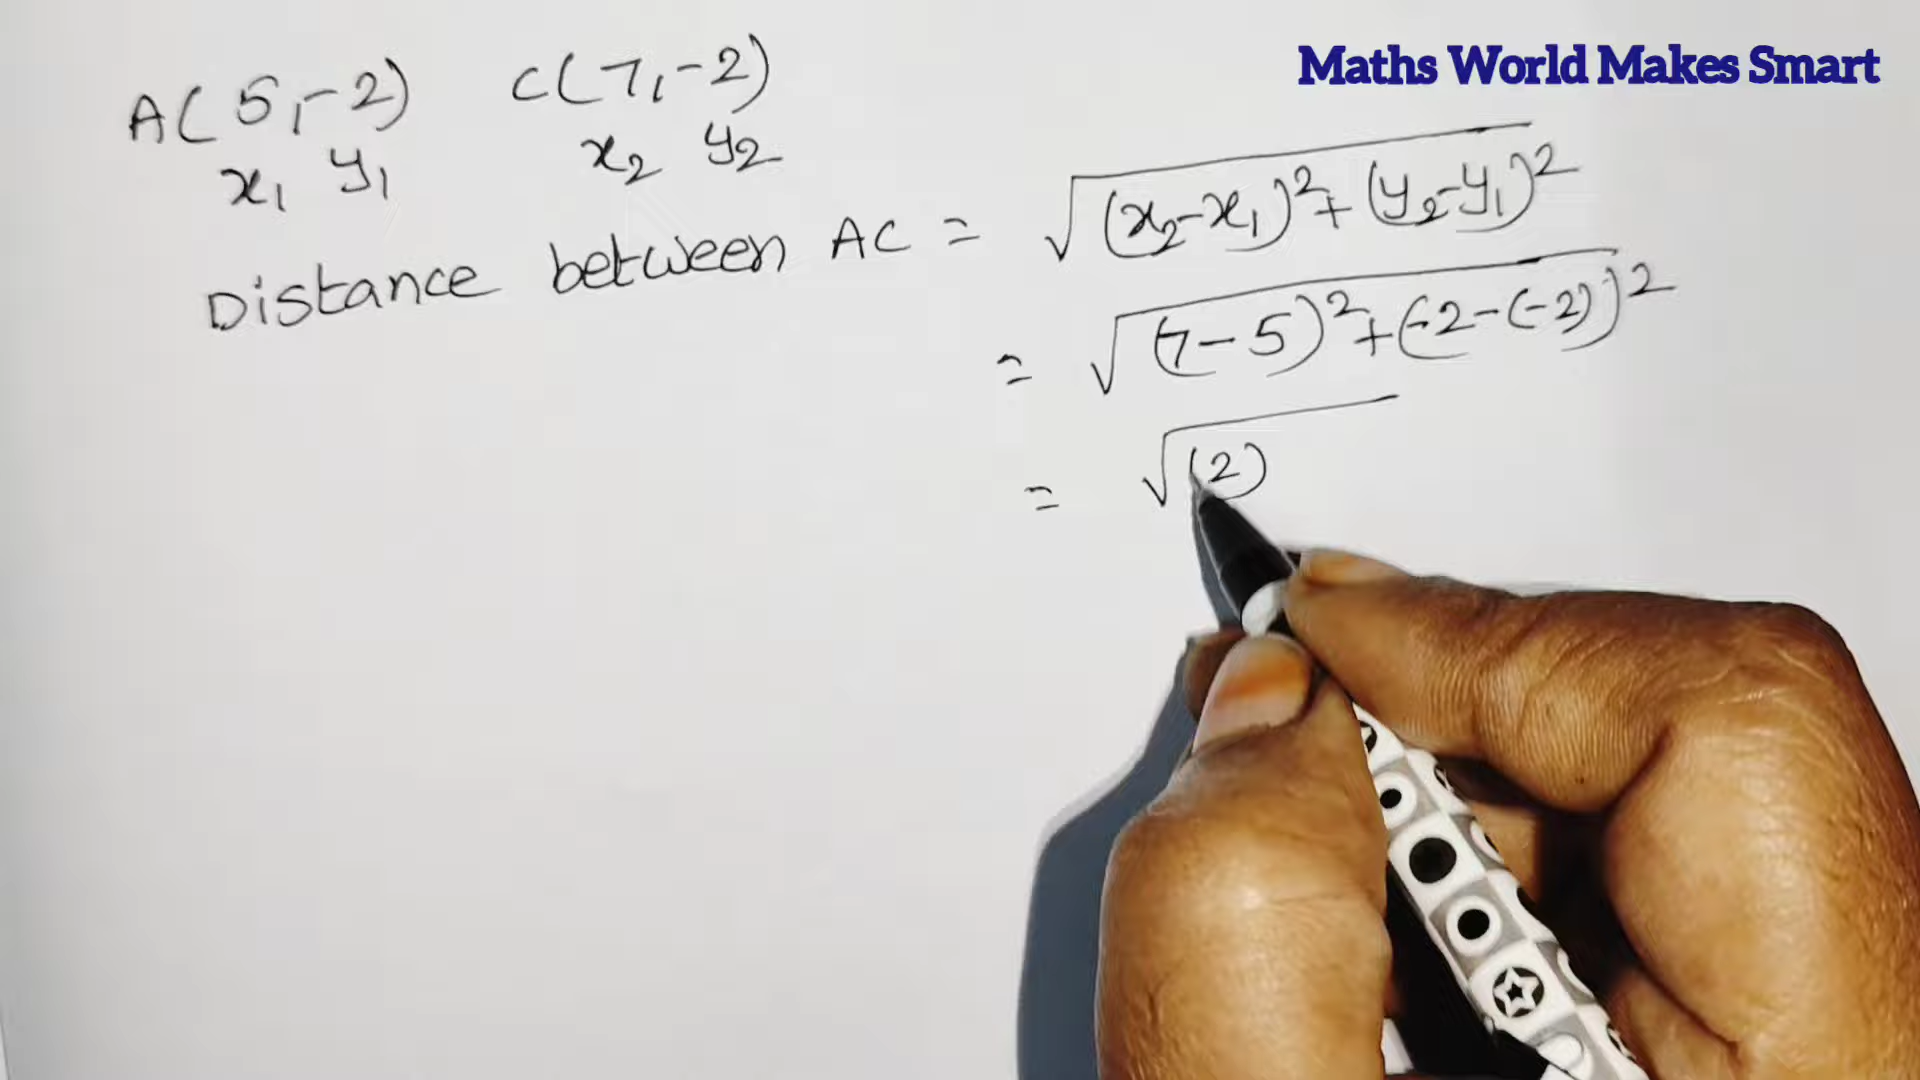 Maths World Makes Smart
A(5,-2) C(7,-2)
x₁ y₁ x₂ y₂
Distance between AC = √(x₂-x₁)²+(y₂-y₁)²
= √(7-5)²+(-2-(-2))²
= √(2)